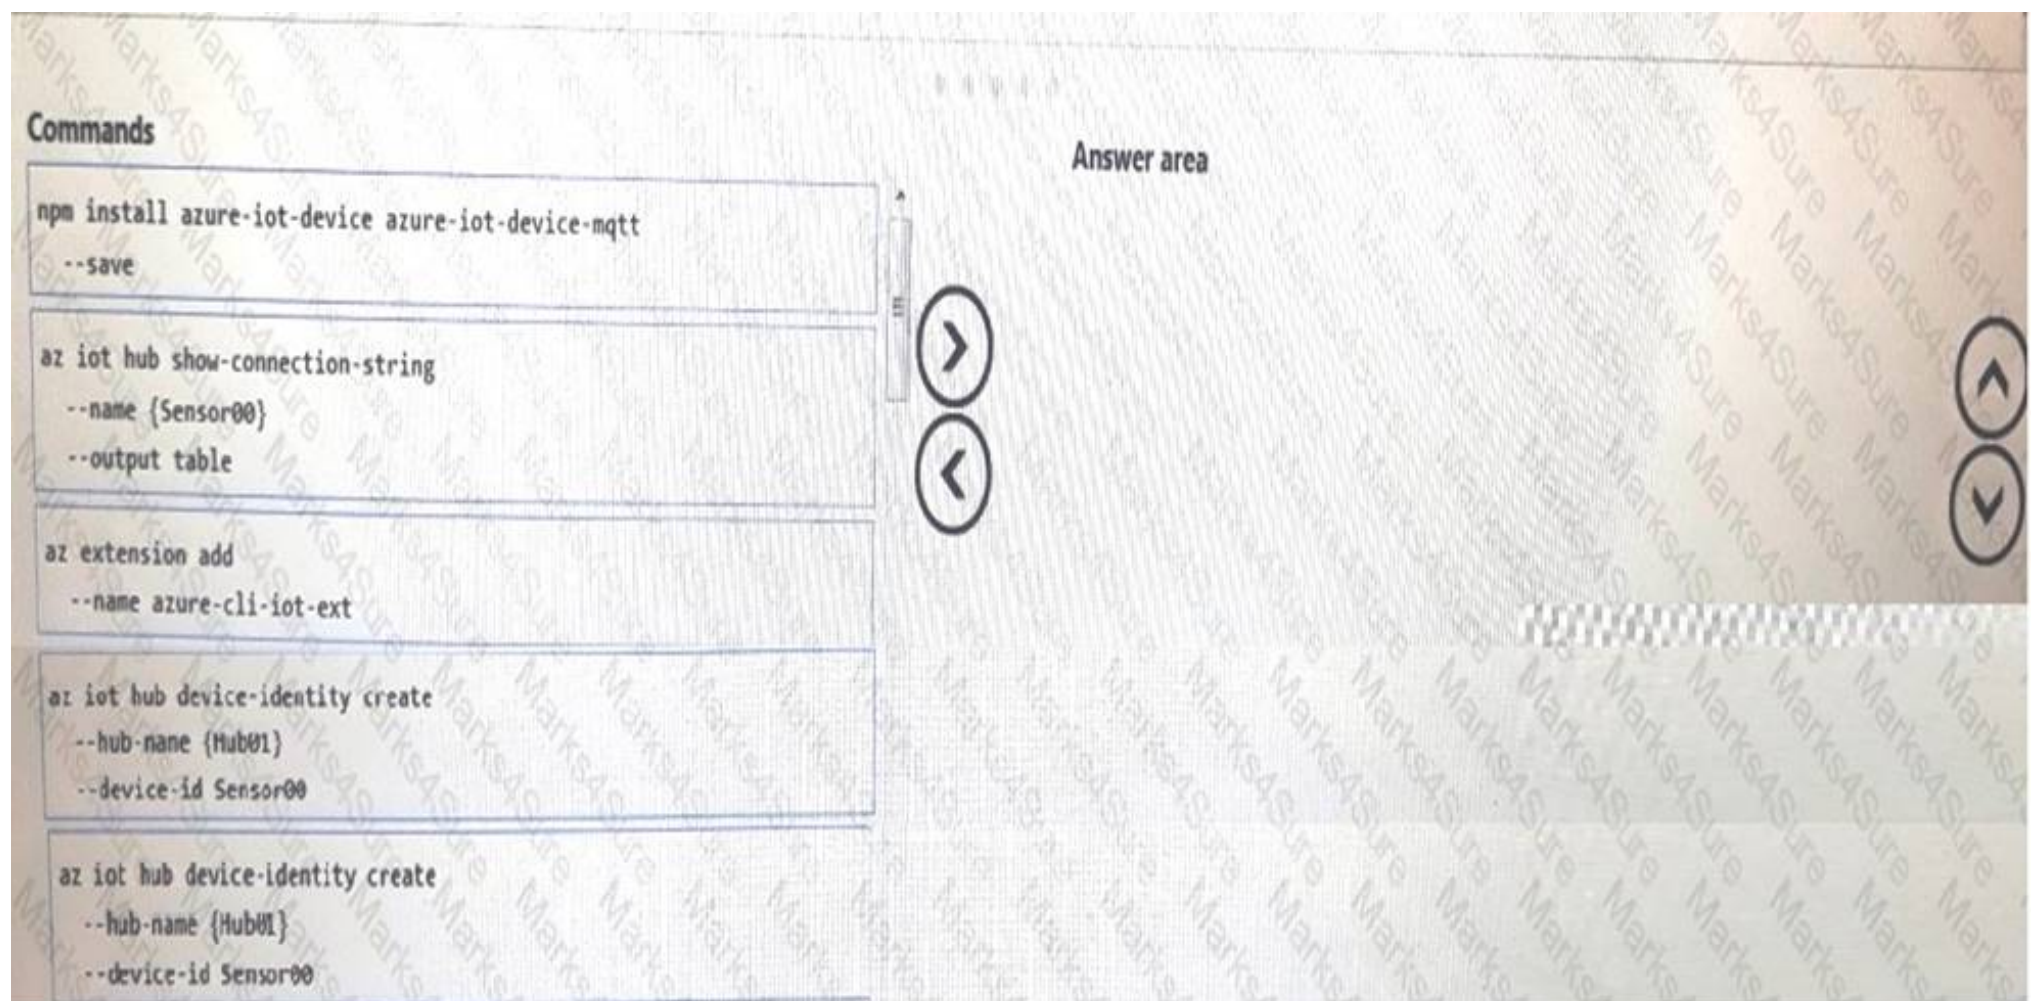 Commands
Answer area
npm install azure-iot-device azure-iot-device-mqtt
--save
az iot hub show-connection-string
--name {Sensor00}
--output table
az extension add
--name azure-cli-iot-ext
az iot hub device-identity create
--hub-name {Hub01}
--device-id Sensor00
az iot hub device-identity create
--hub-name {Hub01}
--device-id Sensor00
Marks4Sure